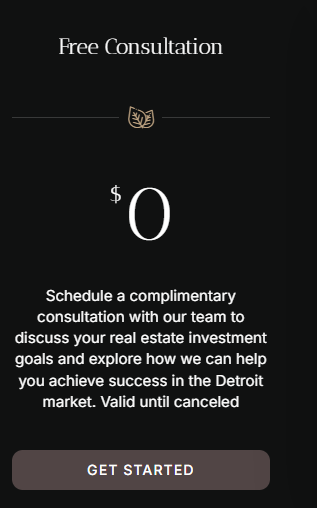 Free Consultation
$0
Schedule a complimentary
consultation with our team to
discuss your real estate investment
goals and explore how we can help
you achieve success in the Detroit
market. Valid until canceled
GET STARTED